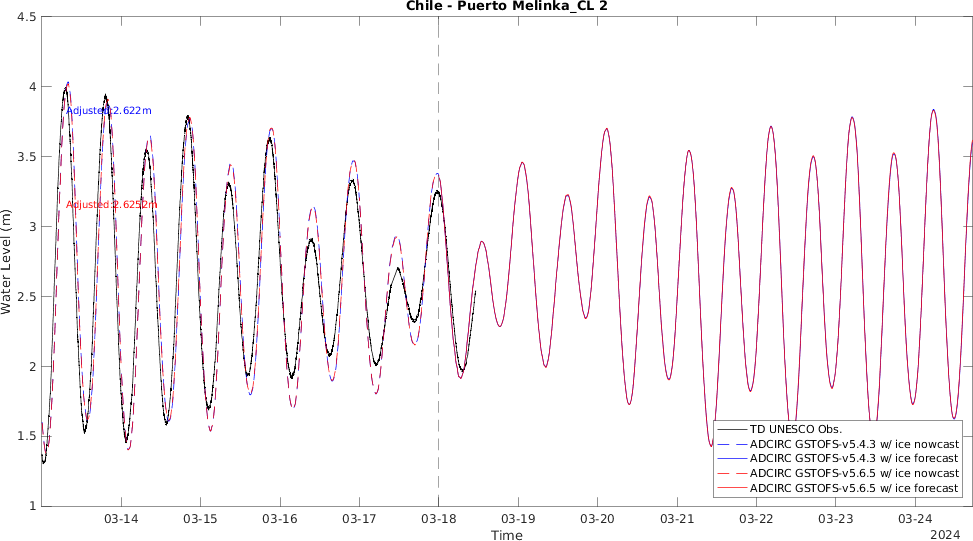 Chile - Puerto Melinka_CL 2
4.5
4
3.5
3
2.5
2
1.5
1
Water Level (m)
Adjusted:2.622m
Adjusted:2.6252m
03-14
03-15
03-16
03-17
03-18
03-19
03-20
03-21
03-22
03-23
03-24
Time
2024
TD UNESCO Obs.
ADCIRC GSTOFS-v5.4.3 w/ ice nowcast
ADCIRC GSTOFS-v5.4.3 w/ ice forecast
ADCIRC GSTOFS-v5.6.5 w/ ice nowcast
ADCIRC GSTOFS-v5.6.5 w/ ice forecast